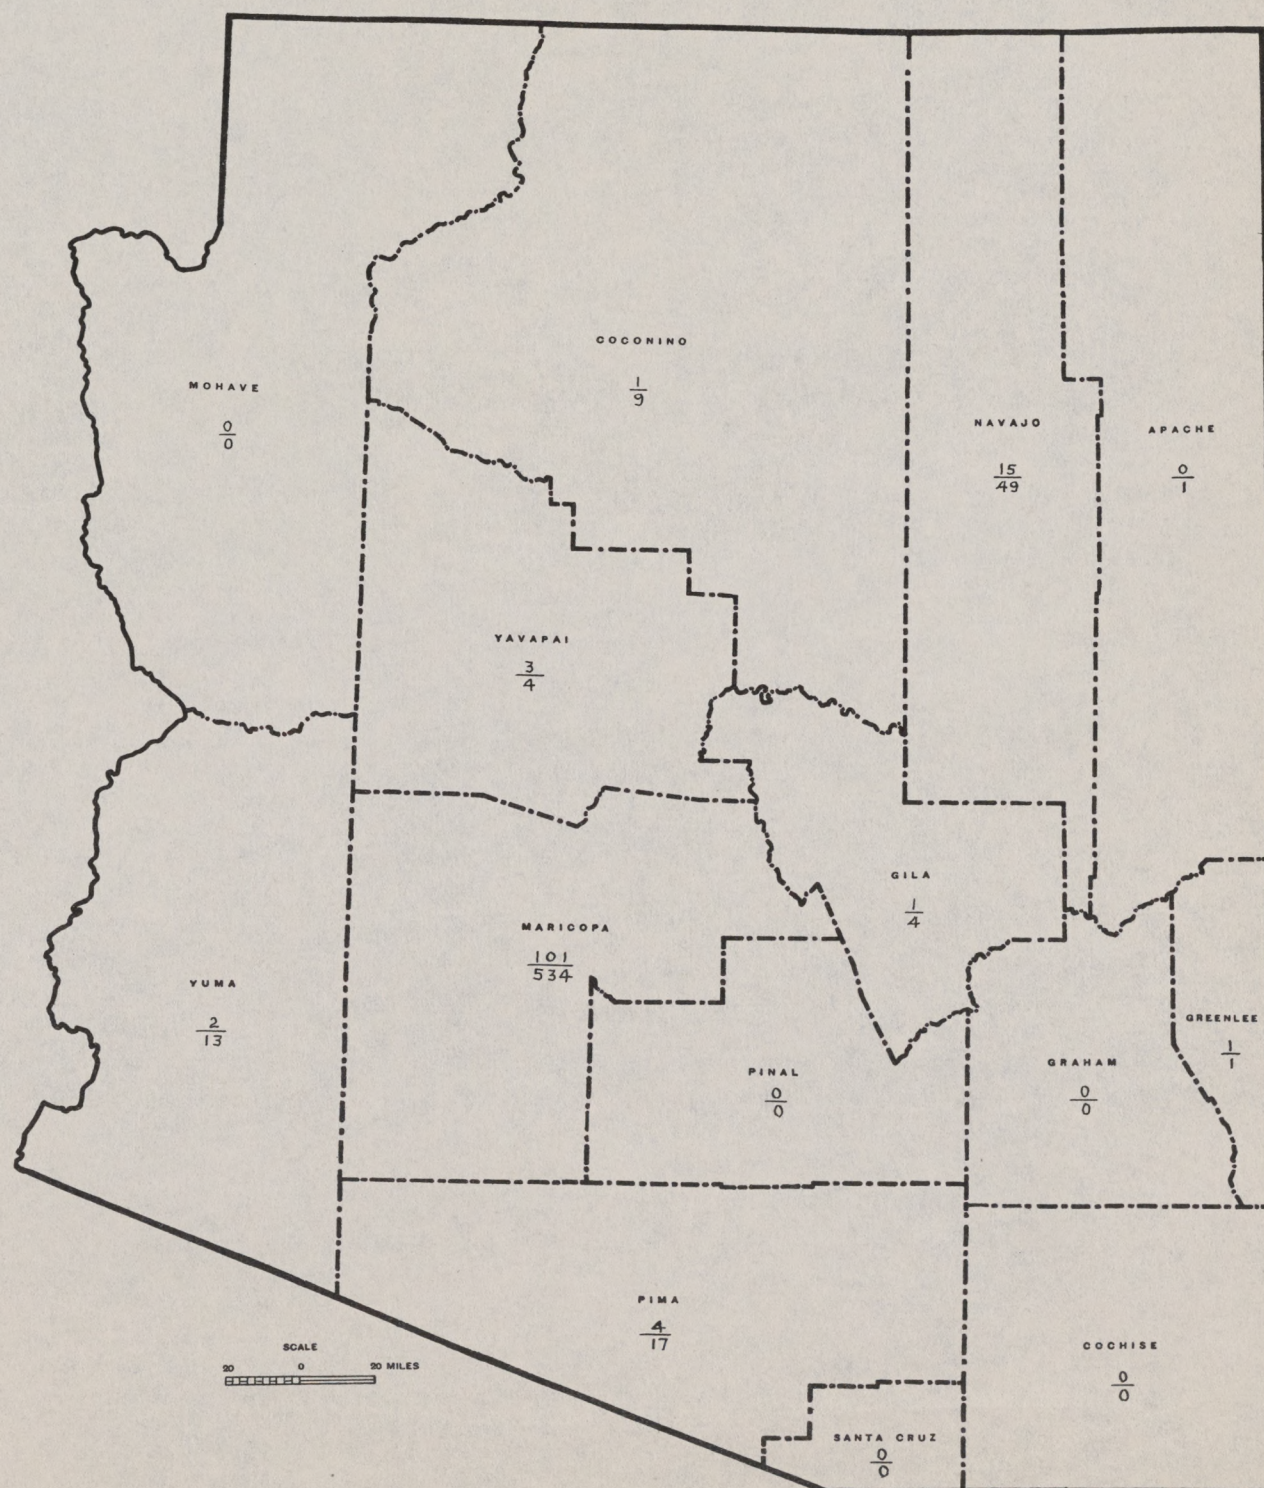 COCONINO
1
9
MOHAVE
0
0
NAVAJO
15
49
APACHE
0
1
YAVAPAI
3
4
GILA
1
4
MARICOPA
101
534
YUMA
2
13
GREENLEE
1
1
PINAL
0
0
GRAHAM
0
0
PIMA
4
17
SCALE
20 0 20 MILES
COCHISE
0
0
SANTA CRUZ
0
0